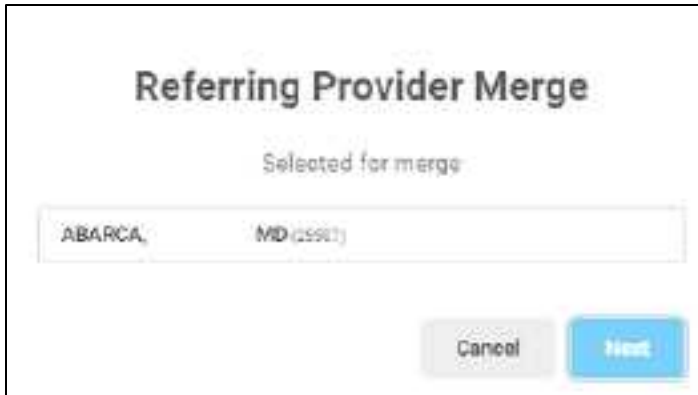 Referring Provider Merge
Selected for merge
ABARCA, MD
Cancel Next